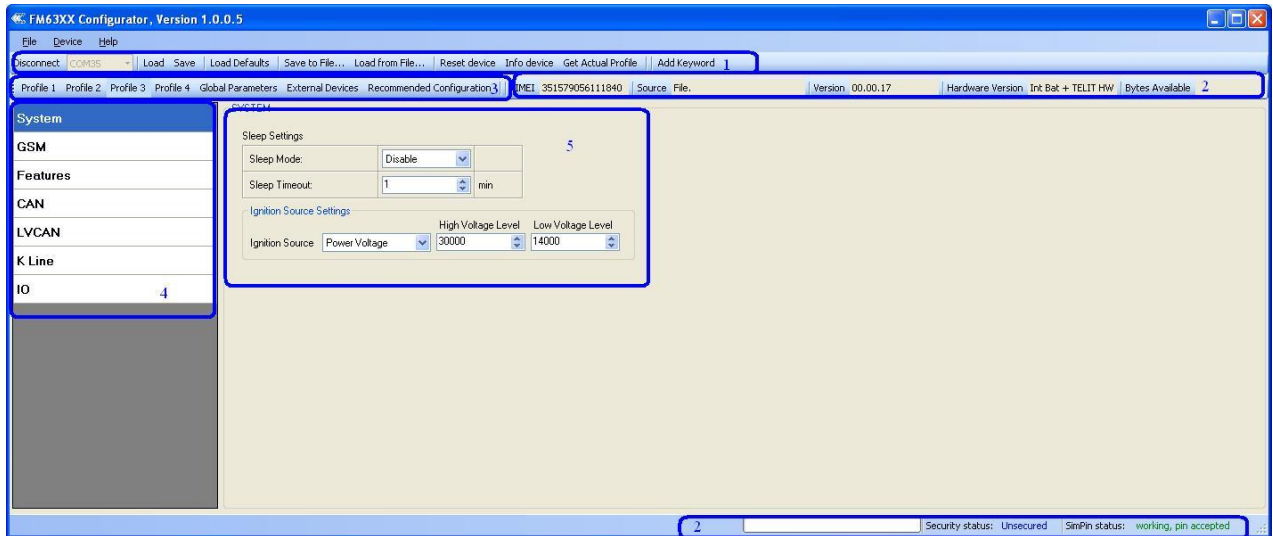 FM63XX Configurator, Version 1.0.0.5
File Device Help
Disconnect COM35 Load Save Load Defaults Save to File... Load from File... Reset device Info device Get Actual Profile Add Keyword 1
Profile 1 Profile 2 Profile 3 Profile 4 Global Parameters External Devices Recommended Configuration 3 IMEI 351579056111840 Source File. Version 00.00.17 Hardware Version Int Bat + TELIT HW Bytes Available 2
System
GSM
Features
CAN
LVCAN
K Line
IO
4
SYSTEM
Sleep Settings
5
Sleep Mode: Disable
Sleep Timeout: 1 min
Ignition Source Settings
High Voltage Level Low Voltage Level
Ignition Source Power Voltage 30000 14000
2 Security status: Unsecured SimPin status: working, pin accepted